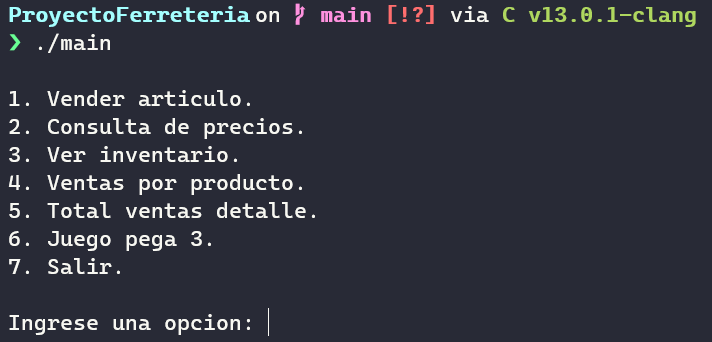 ProyectoFerreteria on main [!?] via C v13.0.1-clang
❯ ./main
1. Vender articulo.
2. Consulta de precios.
3. Ver inventario.
4. Ventas por producto.
5. Total ventas detalle.
6. Juego pega 3.
7. Salir.
Ingrese una opcion: